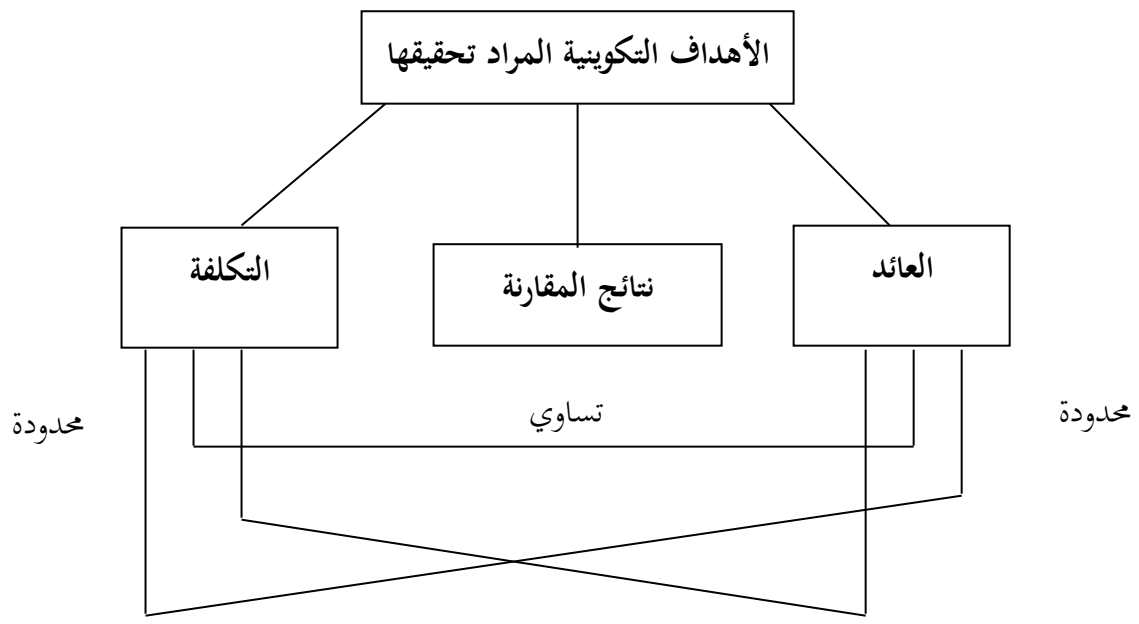 الأهداف التكوينية المراد تحقيقها
العائد
نتائج المقارنة
التكلفة
محدودة
تساوي
محدودة